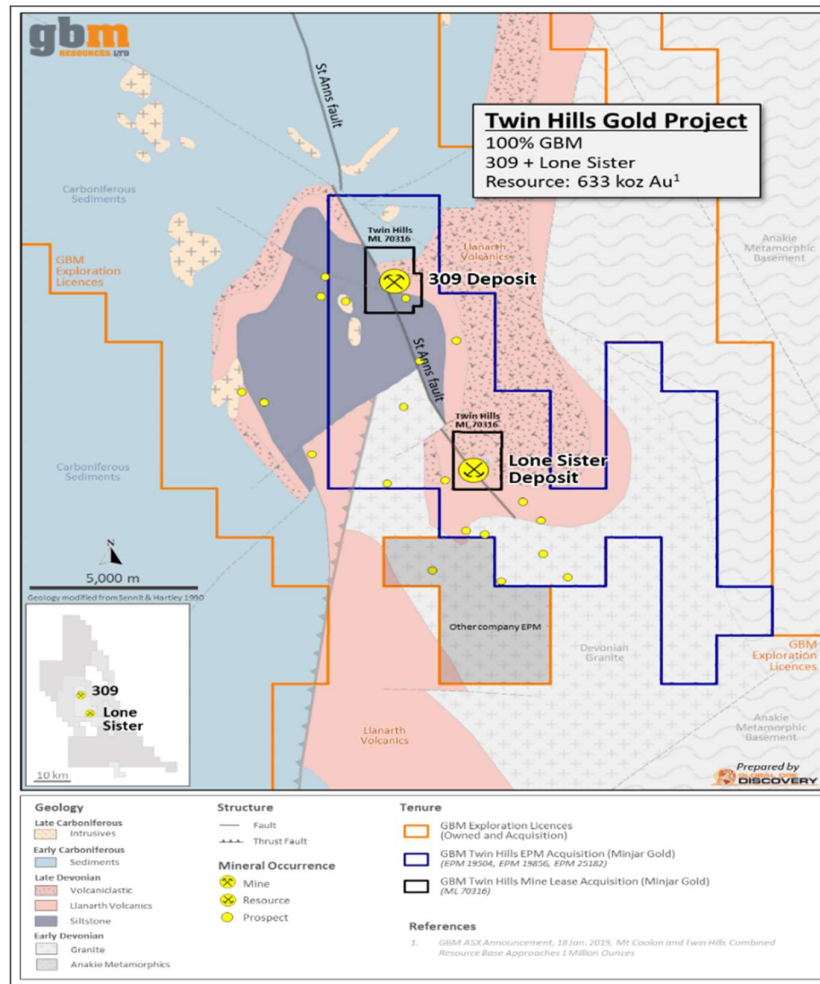 gbm
RESOURCES LTD
St Anns fault
Twin Hills Gold Project
100% GBM
309 + Lone Sister
Resource: 633 koz Au¹
Carboniferous
Sediments
Twin Hills
ML 70316
Llanarth
Volcanics
Anakie
Metamorphic
Basement
GBM
Exploration
Licences
309 Deposit
St Anns fault
Twin Hills
ML 70316
Lone Sister
Deposit
Carboniferous
Sediments
N
5,000 m
Geology modified from Sennit & Hartley 1990
Other company EPM
Devonian
Granite
GBM
Exploration
Licences
309
Lone
Sister
Llanarth
Volcanics
Anakie
Metamorphic
Basement
10 km
Prepared by
GLOBAL ORE
DISCOVERY
Geology
Late Carboniferous
Intrusives
Early Carboniferous
Sediments
Late Devonian
Volcaniclastic
Llanarth Volcanics
Siltstone
Early Devonian
Granite
Anakie Metamorphics
Structure
Fault
Thrust Fault
Mineral Occurrence
Mine
Resource
Prospect
Tenure
GBM Exploration Licences
(Owned and Acquisition)
GBM Twin Hills EPM Acquisition (Minjar Gold)
(EPM 19504, EPM 19856, EPM 25182)
GBM Twin Hills Mine Lease Acquisition (Minjar Gold)
(ML 70316)
References
1. GBM ASX Announcement, 18 Jan. 2019, Mt Coolon and Twin Hills Combined
Resource Base Approaches 1 Million Ounces